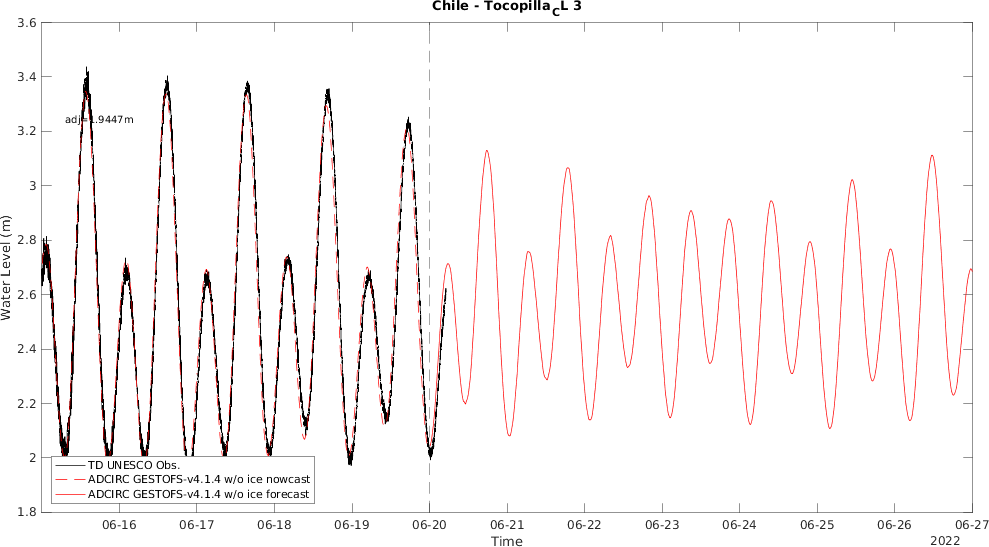 Chile - Tocopilla_CL 3
3.6
3.4
3.2
3
2.8
2.6
2.4
2.2
2
1.8
Water Level (m)
adj=1.9447m
TD UNESCO Obs.
ADCIRC GESTOFS-v4.1.4 w/o ice nowcast
ADCIRC GESTOFS-v4.1.4 w/o ice forecast
06-16 06-17 06-18 06-19 06-20 06-21 06-22 06-23 06-24 06-25 06-26 06-27
Time
2022